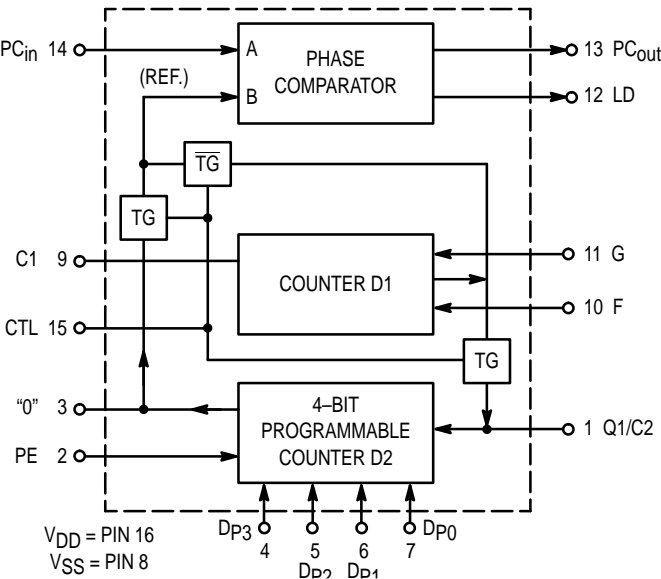 PCin 14
A
PHASE
COMPARATOR
13 PCout
(REF.)
B
12 LD
TG
TG
C1 9
COUNTER D1
11 G
10 F
CTL 15
TG
"0" 3
4–BIT
PROGRAMMABLE
COUNTER D2
1 Q1/C2
PE 2
VDD = PIN 16
VSS = PIN 8
DP3
4
5
DP2
6
DP1
7
DP0